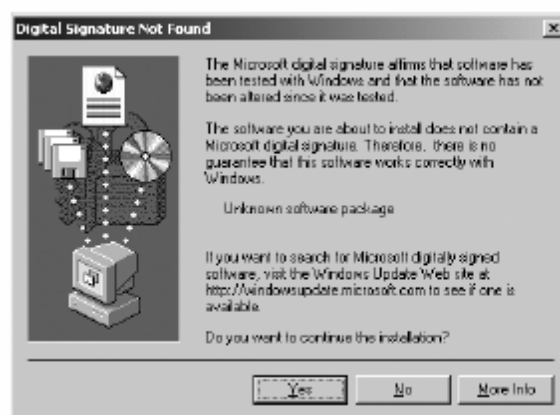 Digital Signature Not Found
The Microsoft digital signature affirms that software has
been tested with Windows and that the software has not
been altered since it was tested.
The software you are about to install does not contain a
Microsoft digital signature. Therefore, there is no
guarantee that this software works correctly with
Windows.
Unknown software package
If you want to search for Microsoft digitally signed
software, visit the Windows Update Web site at
http://windowsupdate.microsoft.com to see if one is
available.
Do you want to continue the installation?
Yes No More Info